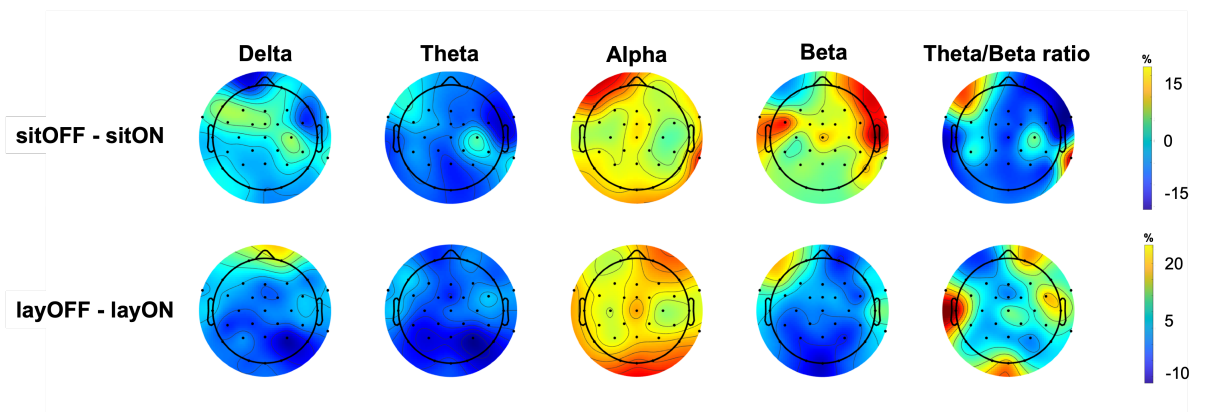 Delta Theta Alpha Beta Theta/Beta ratio
%
15
sitOFF - sitON
0
-15
%
20
layOFF - layON
5
-10